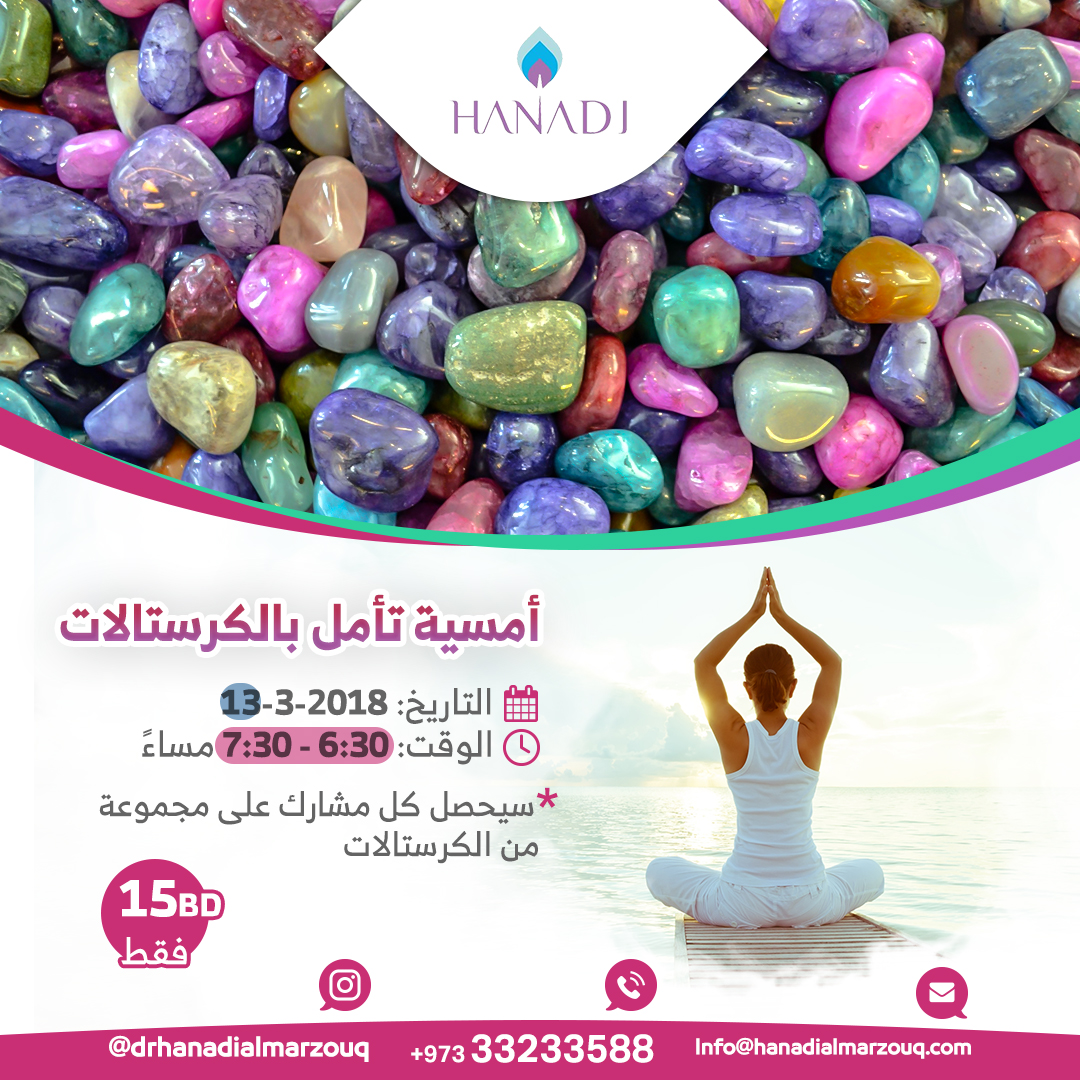 HANADI
أمسية تأمل بالكرستالات
التاريخ: 13-3-2018
الوقت: 6:30 - 7:30 مساءً
*سيحصل كل مشارك على مجموعة
من الكرستالات
15BD
فقط
@drhanadialmarzouq
+973 33233588
Info@hanadialmarzouq.com